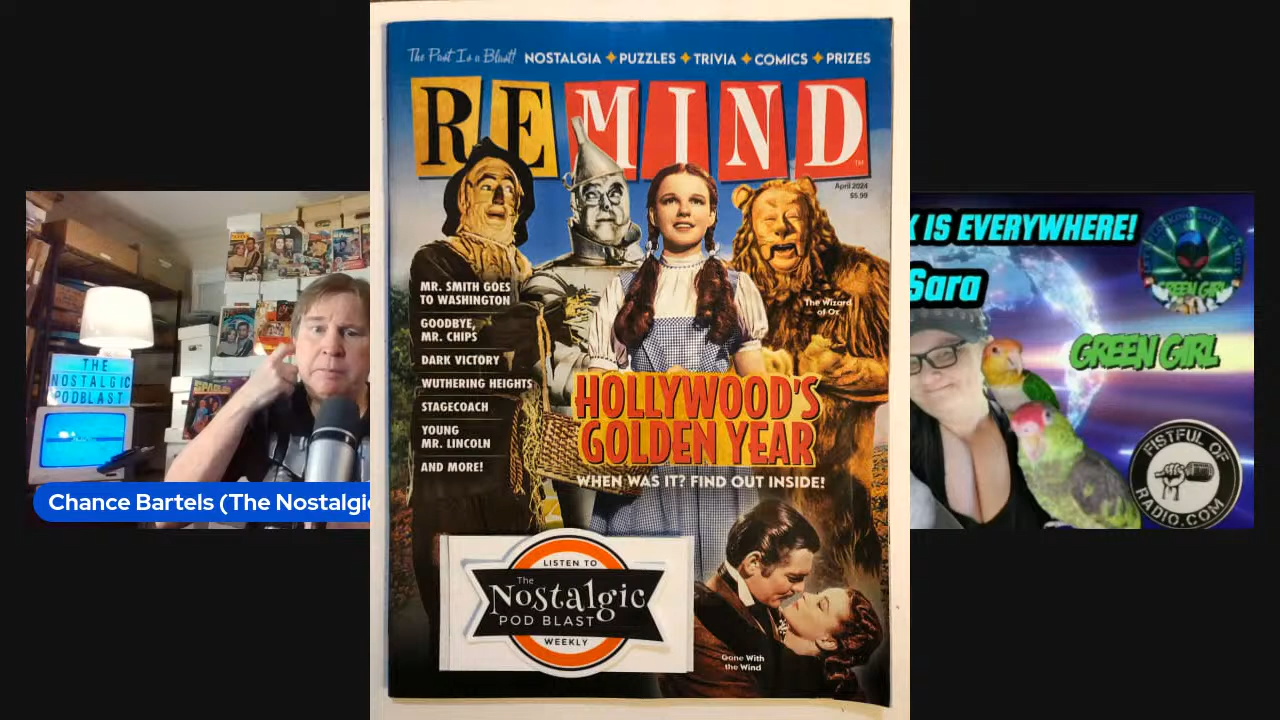 The Past Is a Blast! NOSTALGIA ✦ PUZZLES ✦ TRIVIA ✦ COMICS ✦ PRIZES
REMIND
TM
April 2024
$5.99
MR. SMITH GOES
TO WASHINGTON
GOODBYE,
MR. CHIPS
DARK VICTORY
WUTHERING HEIGHTS
STAGECOACH
YOUNG
MR. LINCOLN
AND MORE!
The Wizard
of Oz
HOLLYWOOD'S
GOLDEN YEAR
WHEN WAS IT? FIND OUT INSIDE!
LISTEN TO
The
Nostalgic
POD BLAST
WEEKLY
Gone With
the Wind
THE
NOSTALGIC
PODBLAST
Chance Bartels (The Nostalgic
K IS EVERYWHERE!
Sara
GREEN GIRL
GREEN GIRL
FISTFUL OF
RADIO.COM